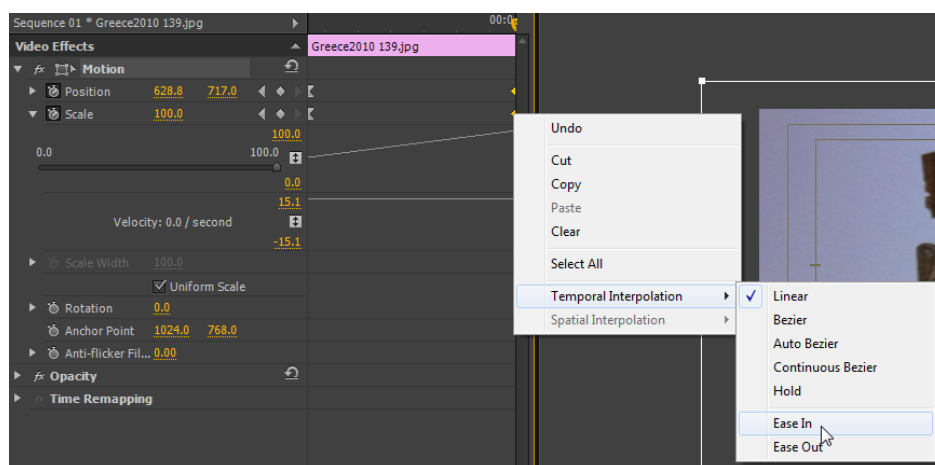 Sequence 01 * Greece2010 139.jpg
Video Effects
Greece2010 139.jpg
fx Motion
Position 628.8 717.0
Scale 100.0
100.0
0.0 100.0
0.0
15.1
Velocity: 0.0 / second
-15.1
Scale Width 100.0
Uniform Scale
Rotation 0.0
Anchor Point 1024.0 768.0
Anti-flicker Fil... 0.00
fx Opacity
fx Time Remapping
Undo
Cut
Copy
Paste
Clear
Select All
Temporal Interpolation
Spatial Interpolation
Linear
Bezier
Auto Bezier
Continuous Bezier
Hold
Ease In
Ease Out